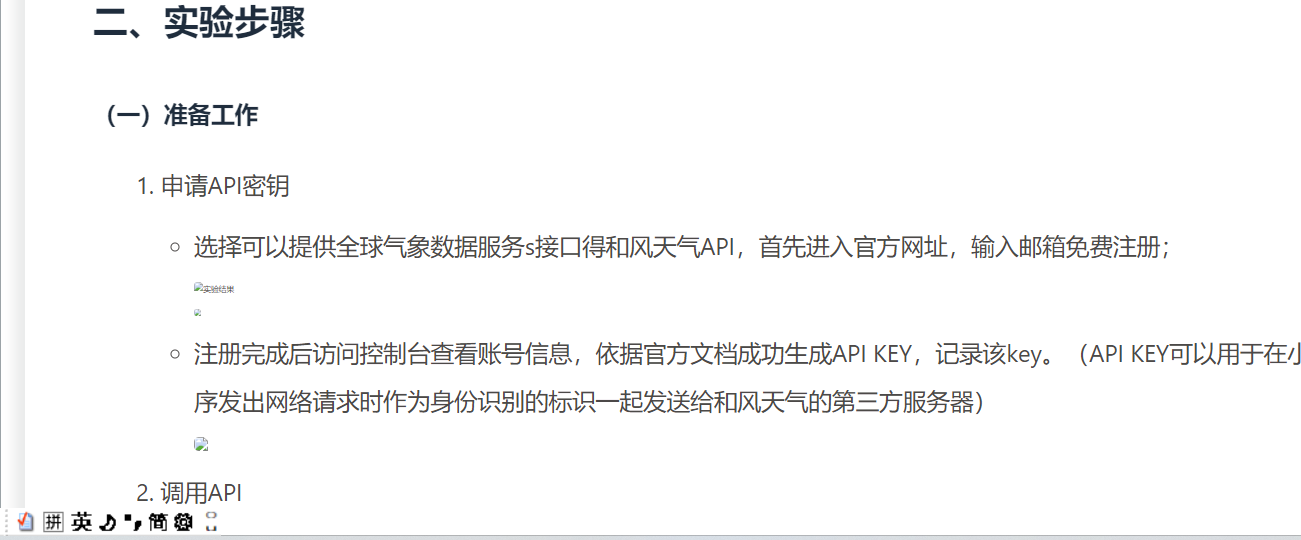 二、实验步骤
（一）准备工作
1. 申请API密钥
○ 选择可以提供全球气象数据服务s接口得和风天气API，首先进入官方网址，输入邮箱免费注册；
实验结果
○ 注册完成后访问控制台查看账号信息，依据官方文档成功生成API KEY，记录该key。（API KEY可以用于在小
序发出网络请求时作为身份识别的标识一起发送给和风天气的第三方服务器）
2. 调用API
拼 英 简